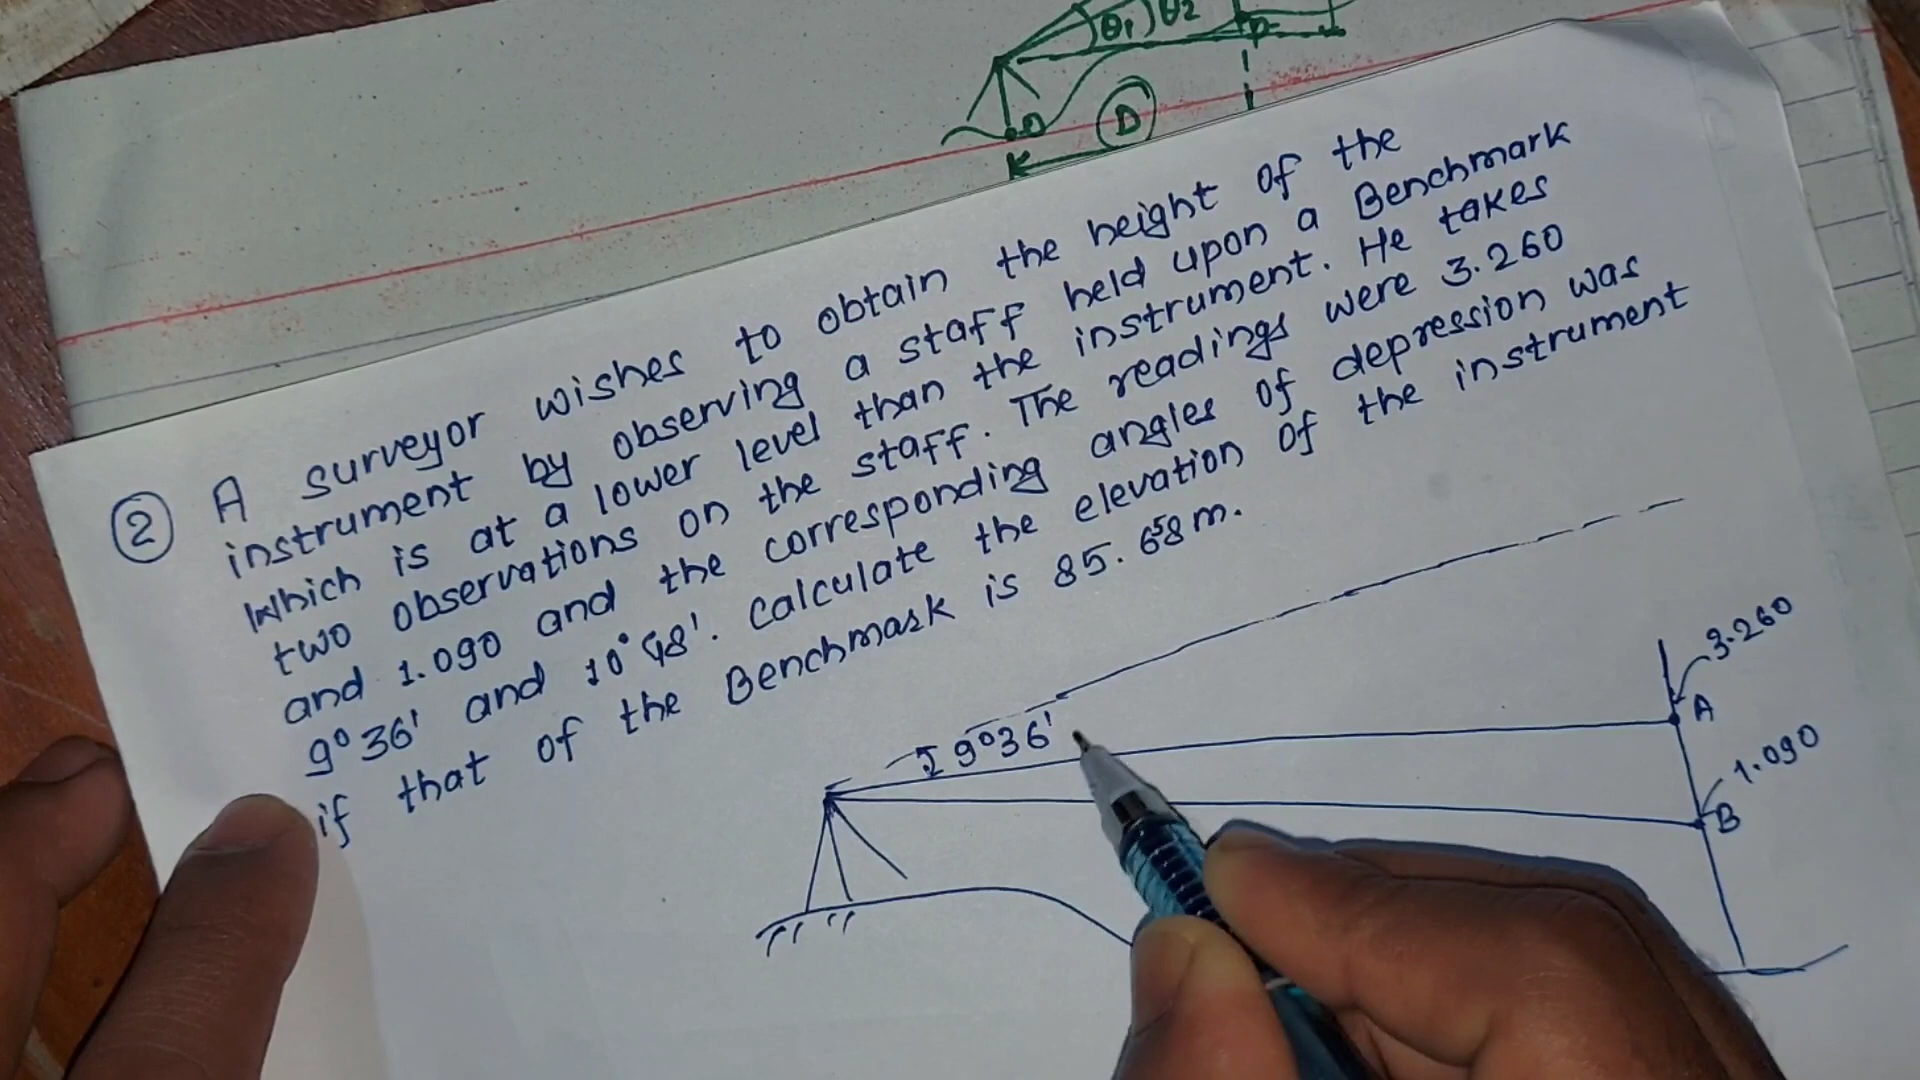 θ1 θ2
D
② A surveyor wishes to obtain the height of the
instrument by observing a staff held upon a Benchmark
which is at a lower level than the instrument. He takes
two observations on the staff. The readings were 3.260
and 1.090 and the corresponding angles of depression was
9° 36' and 10° 48'. calculate the elevation of the instrument
if that of the Benchmark is 85.658m.
3.260
A
9°36'
1.090
B